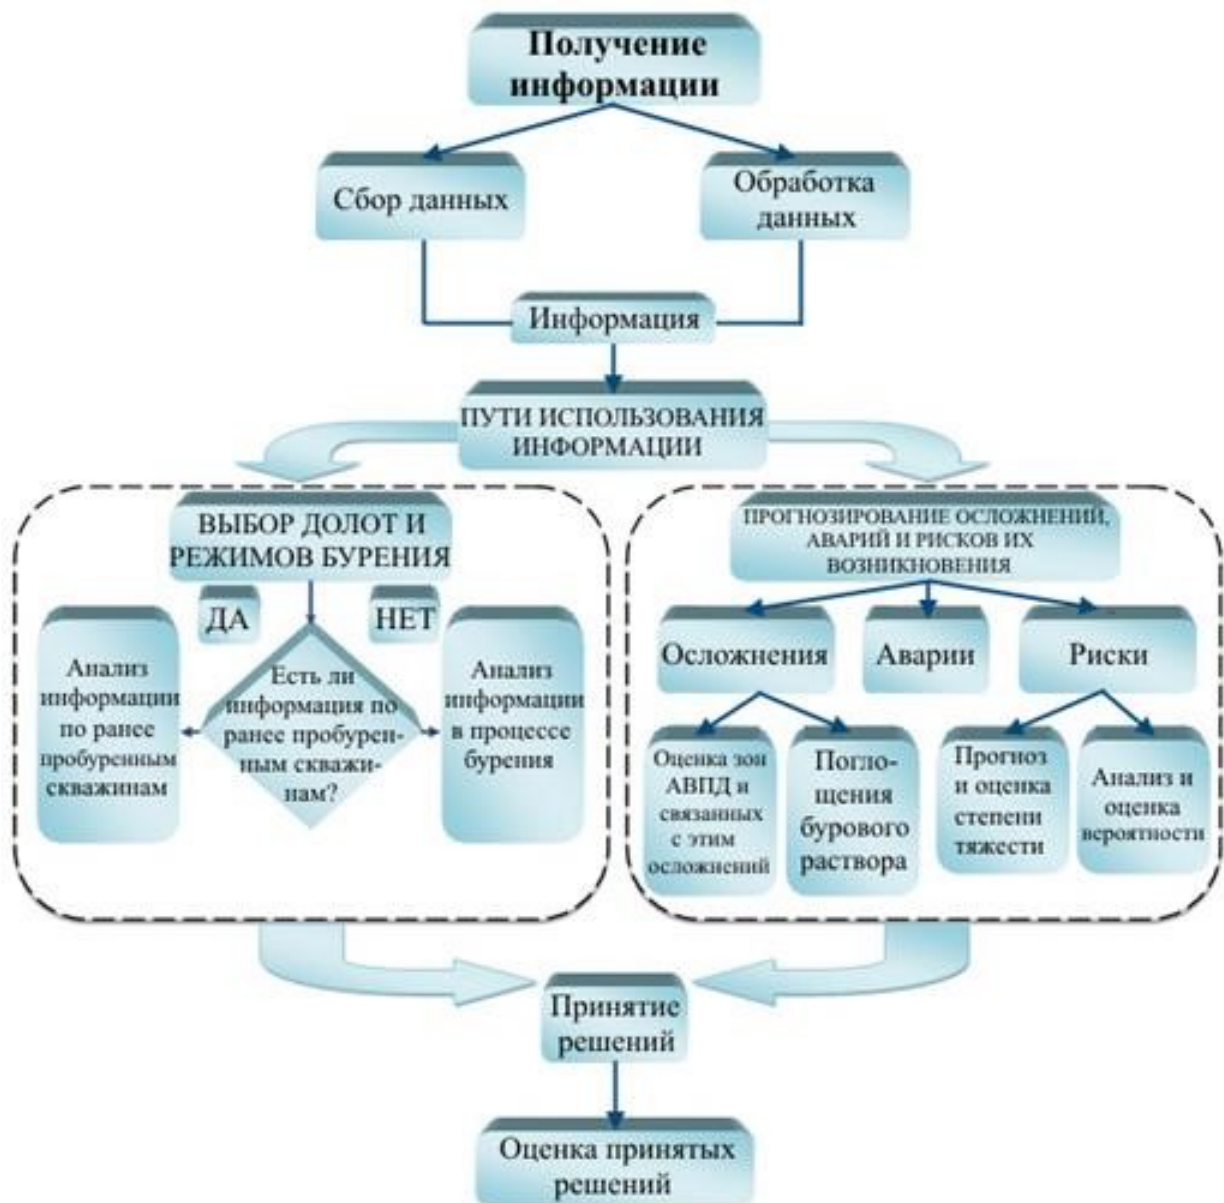 Получение
информации
Сбор данных
Обработка
данных
Информация
ПУТИ ИСПОЛЬЗОВАНИЯ
ИНФОРМАЦИИ
ВЫБОР ДОЛОТ И
РЕЖИМОВ БУРЕНИЯ
ДА
НЕТ
Анализ
информации
по ранее
пробуренным
скважинам
Есть ли
информация по
ранее пробурен-
ным скважи-
нам?
Анализ
информации
в процессе
бурения
ПРОГНОЗИРОВАНИЕ ОСЛОЖНЕНИЙ,
АВАРИЙ И РИСКОВ ИХ
ВОЗНИКНОВЕНИЯ
Осложнения
Аварии
Риски
Оценка зон
АВПД и
связанных
с этим
осложнений
Погло-
щения
бурового
раствора
Прогноз
и оценка
степени
тяжести
Анализ и
оценка
вероятности
Принятие
решений
Оценка принятых
решений